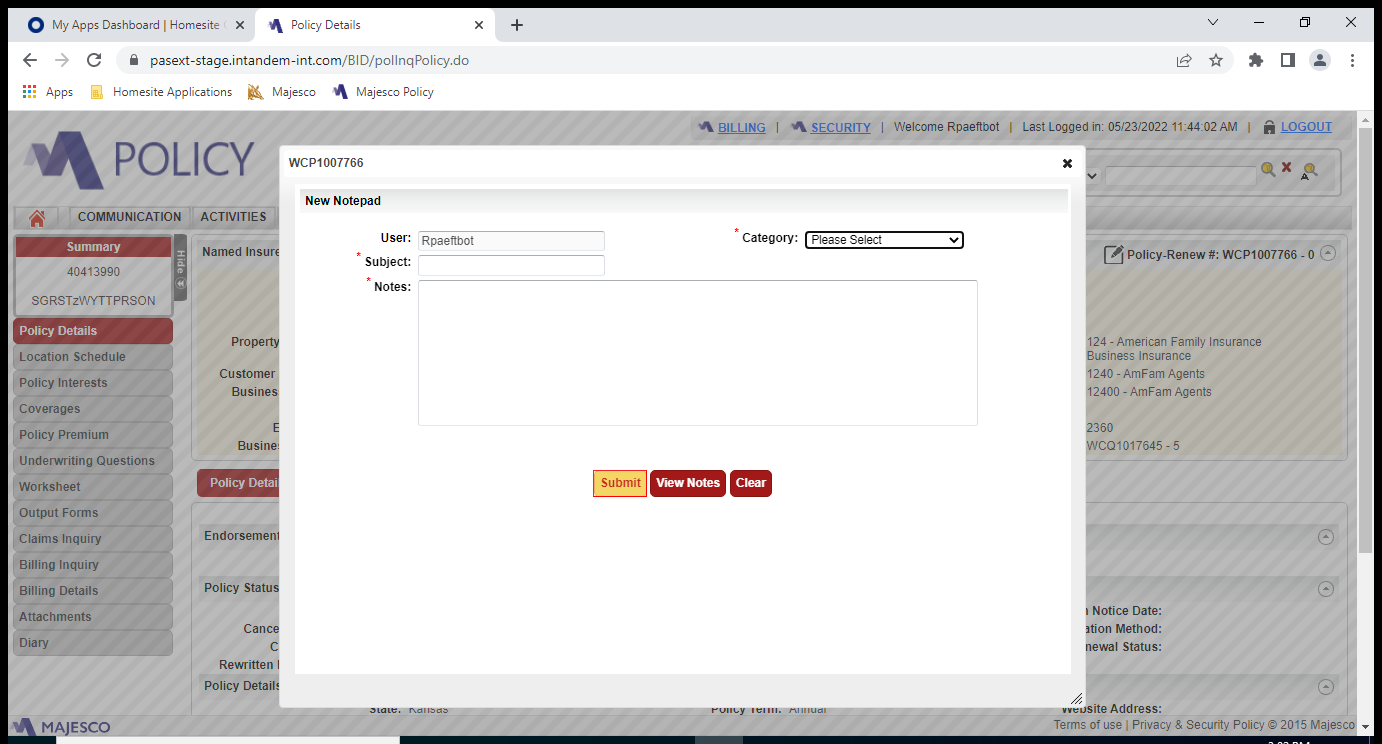 My Apps Dashboard | Homesite
Policy Details
pasext-stage.intandem-int.com/BID/polInqPolicy.do
Apps
Homesite Applications
Majesco
Majesco Policy
BILLING | SECURITY | Welcome Rpaeftbot | Last Logged in: 05/23/2022 11:44:02 AM | LOGOUT
POLICY
WCP1007766
New Notepad
User: Rpaeftbot
* Category: Please Select
* Subject:
* Notes:
Submit View Notes Clear
COMMUNICATION ACTIVITIES
Summary
40413990
SGRSTzWYTTPRSON
Hide
Policy Details
Location Schedule
Policy Interests
Coverages
Policy Premium
Underwriting Questions
Worksheet
Output Forms
Claims Inquiry
Billing Inquiry
Billing Details
Attachments
Diary
Named Insure
Policy-Renew #: WCP1007766 - 0
Property
124 - American Family Insurance
Business Insurance
Customer
1240 - AmFam Agents
Busines
12400 - AmFam Agents
E
2360
Busine
WCQ1017645 - 5
Policy Detai
Endorsement
Policy Status
Notice Date:
Cance
ation Method:
C
newal Status:
Rewritten
Policy Details
State: Kansas
Policy Term: Annual
Website Address:
MAJESCO
Terms of use | Privacy & Security Policy © 2015 Majesco